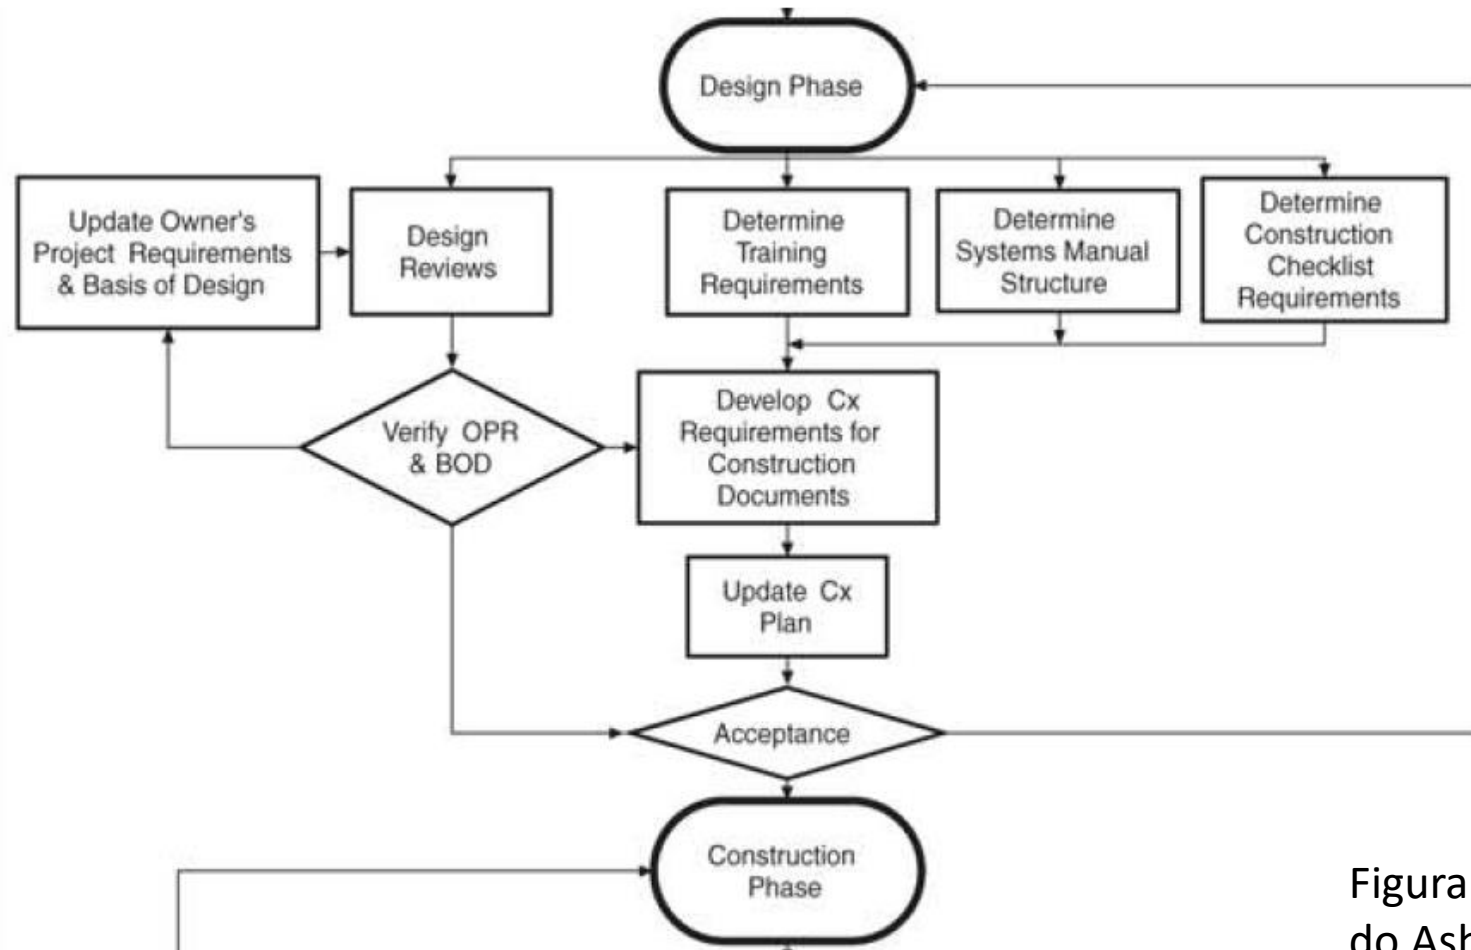 Design Phase
Update Owner's
Project Requirements
& Basis of Design
Design
Reviews
Determine
Training
Requirements
Determine
Systems Manual
Structure
Determine
Construction
Checklist
Requirements
Verify OPR
& BOD
Develop Cx
Requirements for
Construction
Documents
Update Cx
Plan
Acceptance
Construction
Phase
Figura
do